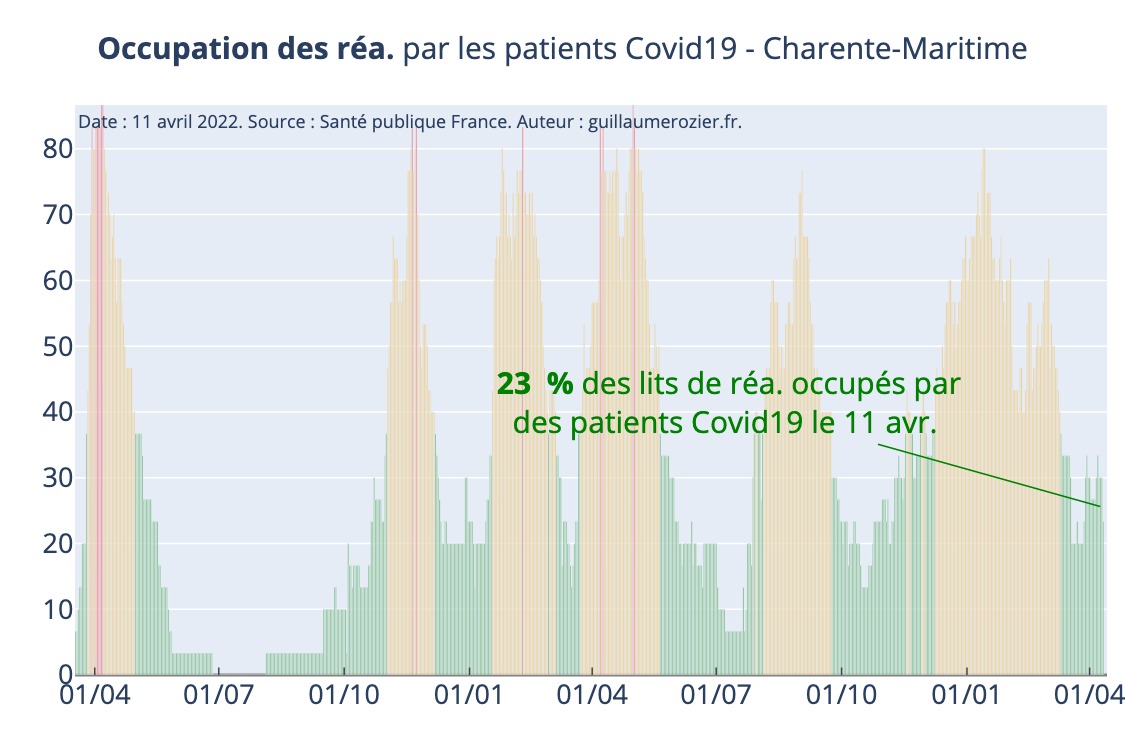 Occupation des réa. par les patients Covid19 - Charente-Maritime
Date : 11 avril 2022. Source : Santé publique France. Auteur : guillaumerozier.fr.
80
70
60
50
40
30
20
10
0
23 % des lits de réa. occupés par
des patients Covid19 le 11 avr.
01/04 01/07 01/10 01/01 01/04 01/07 01/10 01/01 01/04